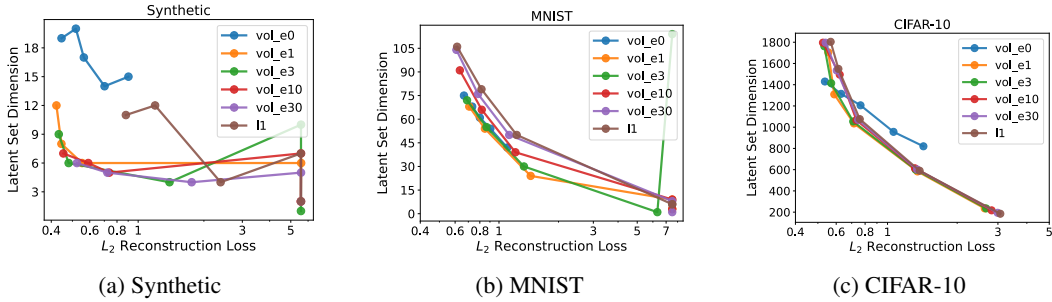 Synthetic
Latent Set Dimension
18
15
12
9
6
3
0.4
0.6
0.8
1
3
5
L2 Reconstruction Loss
vol_e0
vol_e1
vol_e3
vol_e10
vol_e30
l1
(a) Synthetic
MNIST
Latent Set Dimension
105
90
75
60
45
30
15
0
0.4
0.6
0.8
1
3
5
7
L2 Reconstruction Loss
vol_e0
vol_e1
vol_e3
vol_e10
vol_e30
l1
(b) MNIST
CIFAR-10
Latent Set Dimension
1800
1600
1400
1200
1000
800
600
400
200
0.4
0.6
0.8
1
3
5
L2 Reconstruction Loss
vol_e0
vol_e1
vol_e3
vol_e10
vol_e30
l1
(c) CIFAR-10